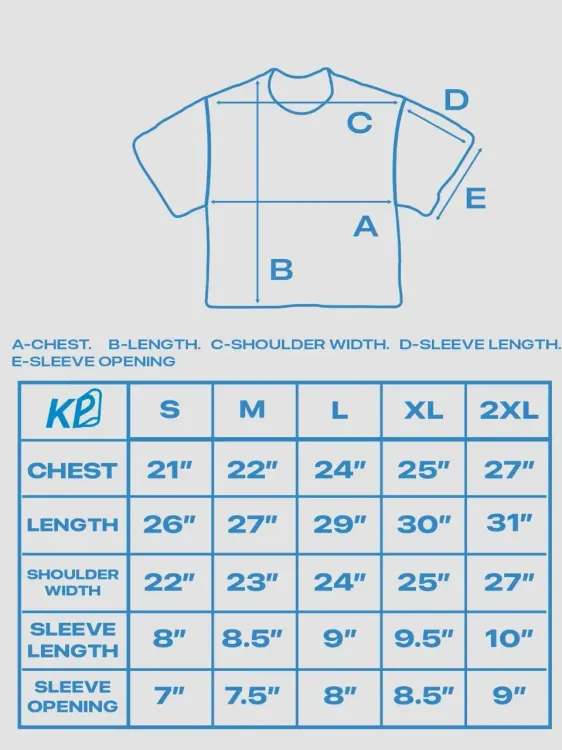 D
C
E
A
B
A-CHEST. B-LENGTH. C-SHOULDER WIDTH. D-SLEEVE LENGTH.
E-SLEEVE OPENING
KP S M L XL 2XL
CHEST 21” 22” 24” 25” 27”
LENGTH 26” 27” 29” 30” 31”
SHOULDER
WIDTH 22” 23” 24” 25” 27”
SLEEVE
LENGTH 8” 8.5” 9” 9.5” 10”
SLEEVE
OPENING 7” 7.5” 8” 8.5” 9”